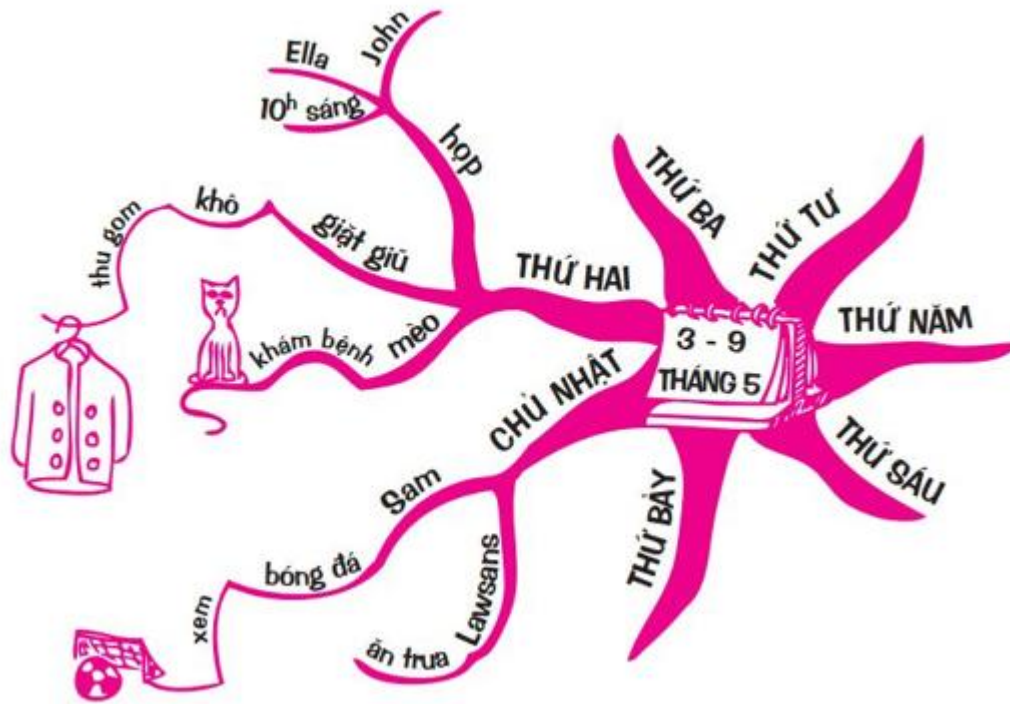 3 - 9
THÁNG 5
THỨ HAI
họp
John
Ella
10h sáng
giặt giũ
khô
thu gom
mèo
khám bệnh
THỨ BA
THỨ TƯ
THỨ NĂM
THỨ SÁU
THỨ BẢY
CHỦ NHẬT
Sam
bóng đá
xem
Lawsans
ăn trưa